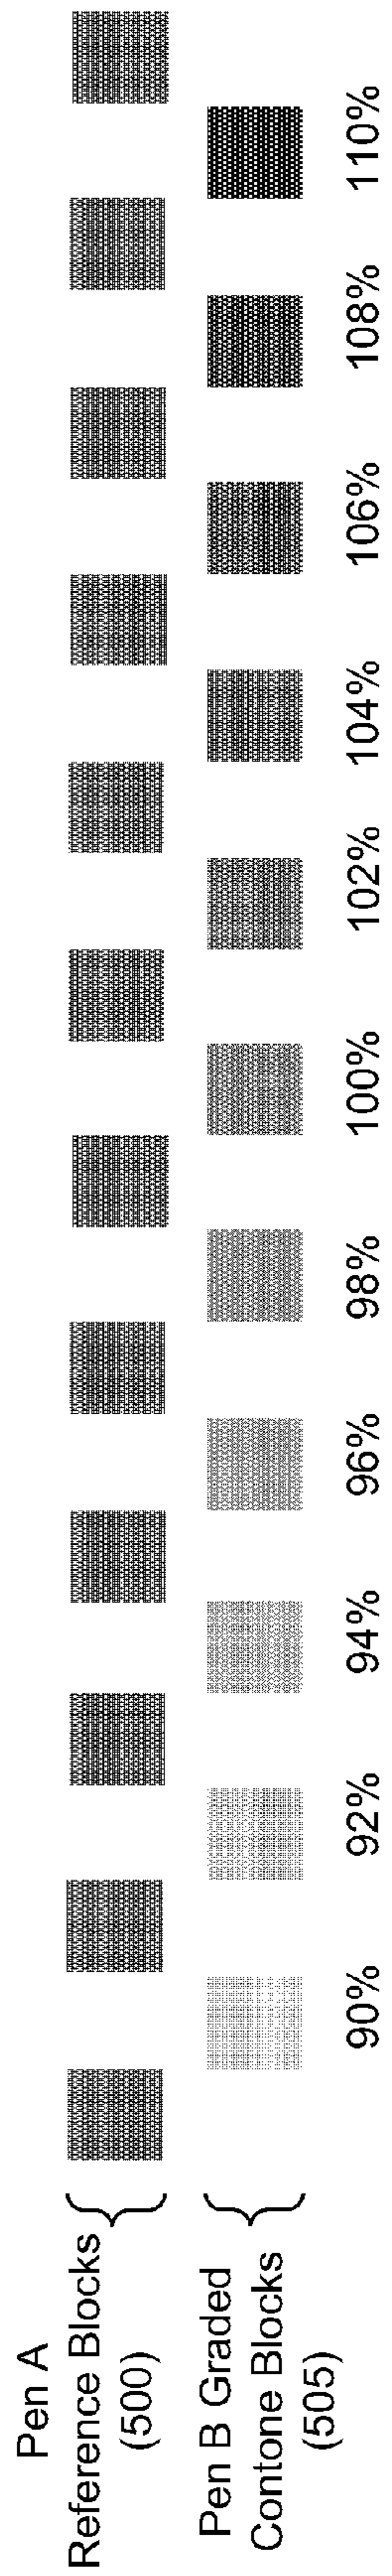 Pen A
Reference Blocks
(500)
Pen B Graded
Contone Blocks
(505)
90% 92% 94% 96% 98% 100% 102% 104% 106% 108% 110%